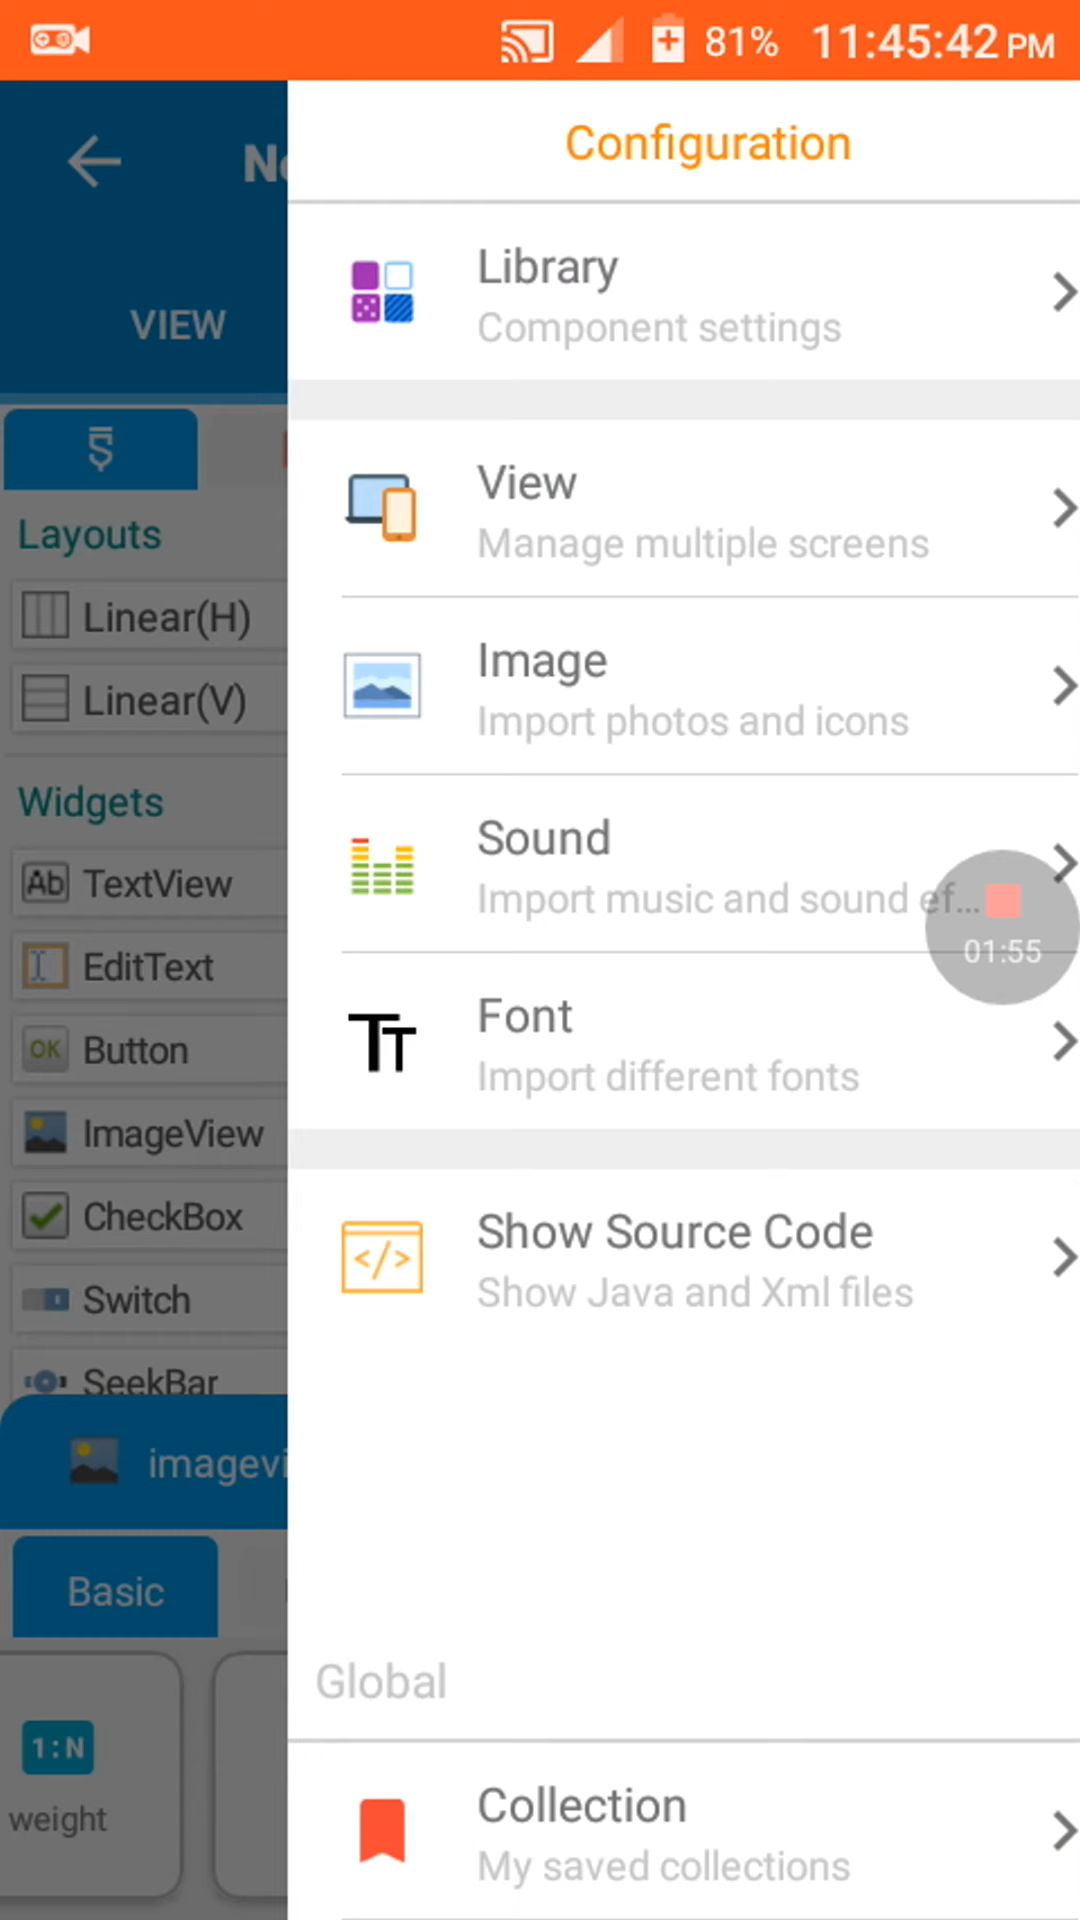 81% 11:45:42 PM
Configuration
VIEW
Library
Component settings
View
Manage multiple screens
Layouts
Linear(H)
Linear(V)
Image
Import photos and icons
Widgets
TextView
EditText
Button
OK
Ab
ImageView
CheckBox
Switch
SeekBar
Sound
Import music and sound ef...
01:55
Font
Import different fonts
Show Source Code
Show Java and Xml files
imagevi
Basic
Global
1:N
weight
Collection
My saved collections